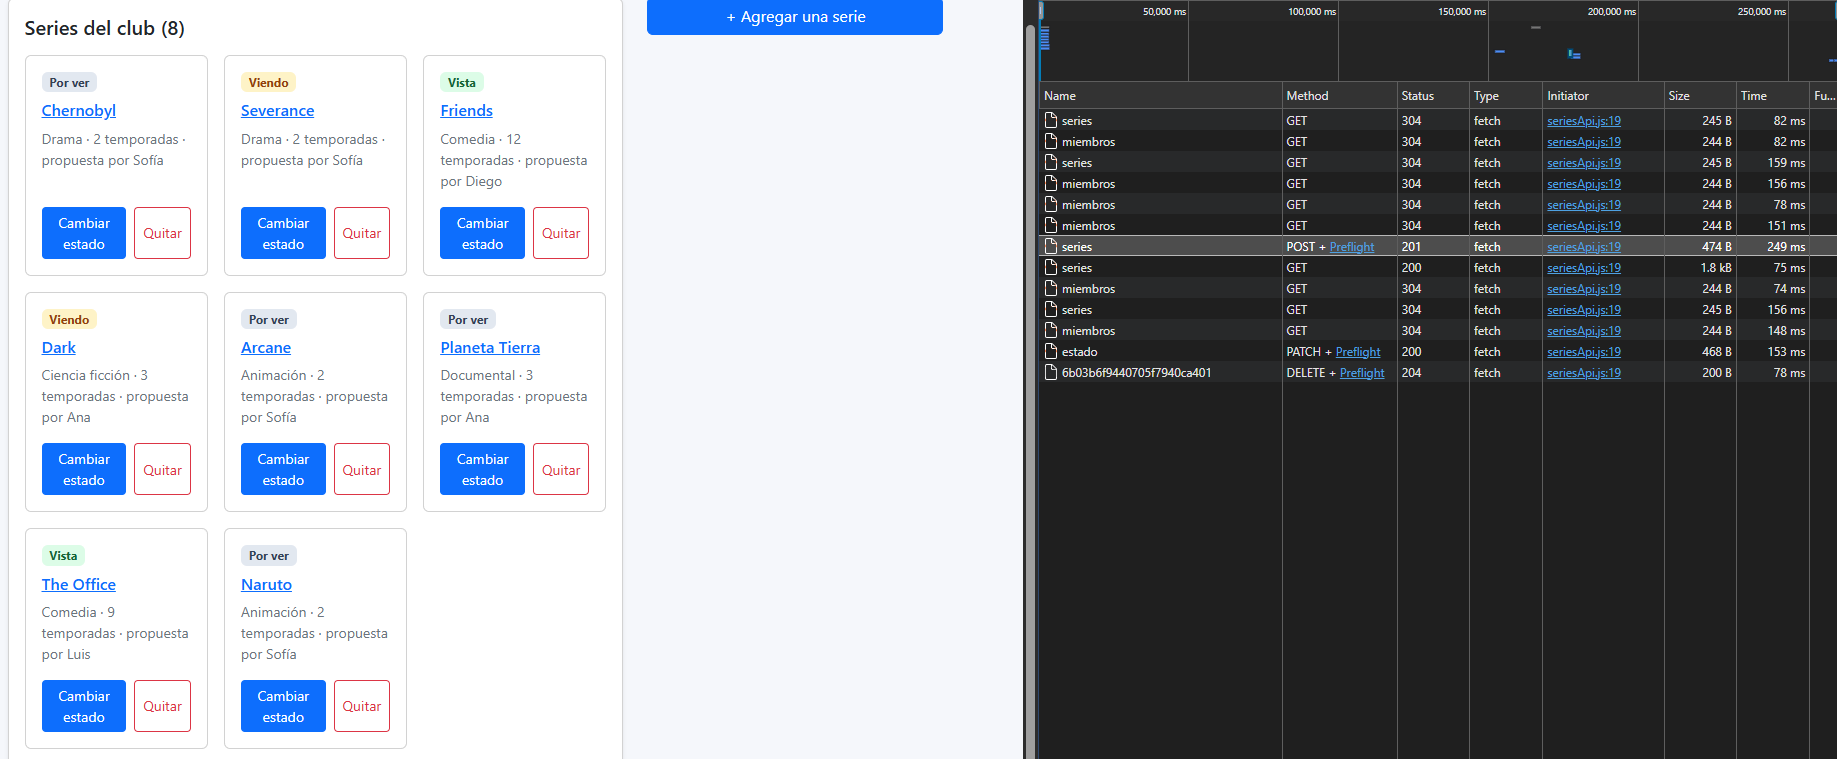 Series del club (8)
+ Agregar una serie
Por ver
Chernobyl
Drama · 2 temporadas ·
propuesta por Sofía
Cambiar
estado
Quitar
Viendo
Severance
Drama · 2 temporadas ·
propuesta por Sofía
Cambiar
estado
Quitar
Vista
Friends
Comedia · 12
temporadas · propuesta
por Diego
Cambiar
estado
Quitar
Viendo
Dark
Ciencia ficción · 3
temporadas · propuesta
por Ana
Cambiar
estado
Quitar
Por ver
Arcane
Animación · 2
temporadas · propuesta
por Sofía
Cambiar
estado
Quitar
Por ver
Planeta Tierra
Documental · 3
temporadas · propuesta
por Ana
Cambiar
estado
Quitar
Vista
The Office
Comedia · 9
temporadas · propuesta
por Luis
Cambiar
estado
Quitar
Por ver
Naruto
Animación · 2
temporadas · propuesta
por Sofía
Cambiar
estado
Quitar
50,000 ms 100,000 ms 150,000 ms 200,000 ms 250,000 ms
Name Method Status Type Initiator Size Time Fu...
series GET 304 fetch seriesApi.js:19 245 B 82 ms
miembros GET 304 fetch seriesApi.js:19 244 B 82 ms
series GET 304 fetch seriesApi.js:19 245 B 159 ms
miembros GET 304 fetch seriesApi.js:19 244 B 156 ms
miembros GET 304 fetch seriesApi.js:19 244 B 78 ms
miembros GET 304 fetch seriesApi.js:19 244 B 151 ms
series POST + Preflight 201 fetch seriesApi.js:19 474 B 249 ms
series GET 200 fetch seriesApi.js:19 1.8 kB 75 ms
miembros GET 304 fetch seriesApi.js:19 244 B 74 ms
series GET 304 fetch seriesApi.js:19 245 B 156 ms
miembros GET 304 fetch seriesApi.js:19 244 B 148 ms
estado PATCH + Preflight 200 fetch seriesApi.js:19 468 B 153 ms
6b03b6f9440705f7940ca401 DELETE + Preflight 204 fetch seriesApi.js:19 200 B 78 ms